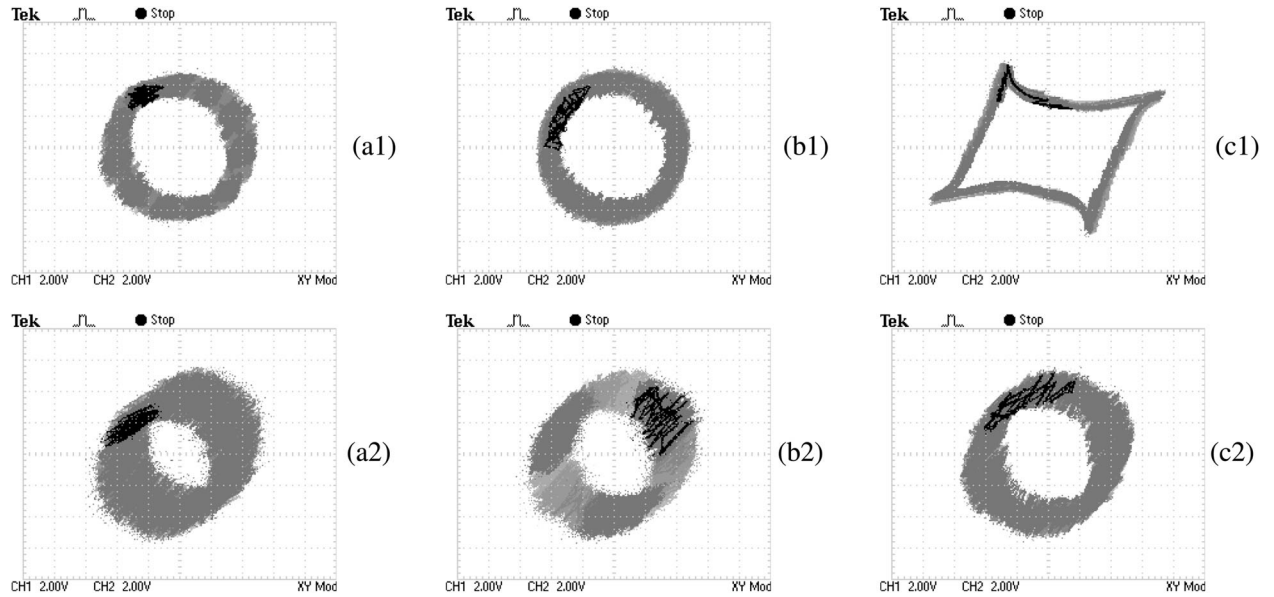 Tek Stop
(a1)
CH1 2.00V CH2 2.00V XY Mod
Tek Stop
(b1)
CH1 2.00V CH2 2.00V XY Mod
Tek Stop
(c1)
CH1 2.00V CH2 2.00V XY Mod
Tek Stop
(a2)
CH1 2.00V CH2 2.00V XY Mod
Tek Stop
(b2)
CH1 2.00V CH2 2.00V XY Mod
Tek Stop
(c2)
CH1 2.00V CH2 2.00V XY Mod